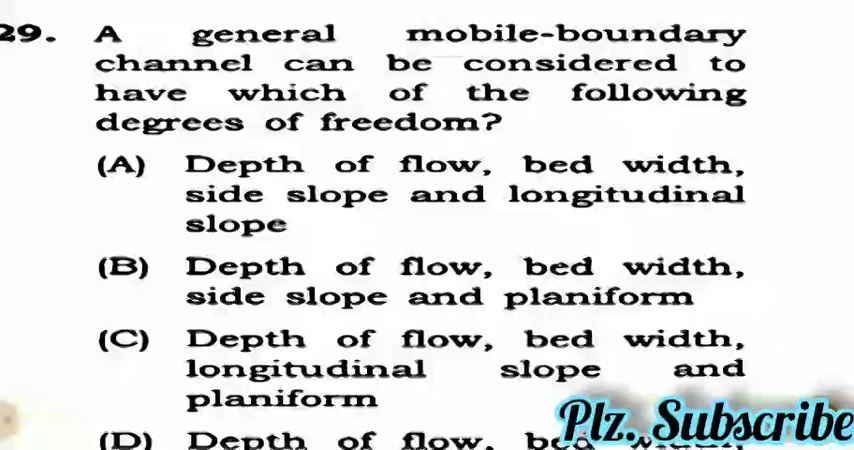 29. A general mobile-boundary
channel can be considered to
have which of the following
degrees of freedom?
(A) Depth of flow, bed width,
side slope and longitudinal
slope
(B) Depth of flow, bed width,
side slope and planiform
(C) Depth of flow, bed width,
longitudinal slope and
planiform
Plz. Subscribe
(D) Depth of flow, bed